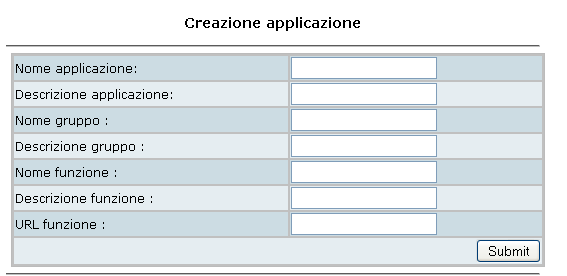 Creazione applicazione
Nome applicazione:
Descrizione applicazione:
Nome gruppo :
Descrizione gruppo :
Nome funzione :
Descrizione funzione :
URL funzione :
Submit